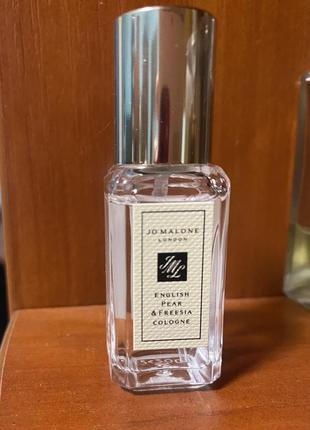 JO MALONE
LONDON
JML
ENGLISH
PEAR
& FREESIA
COLOGNE